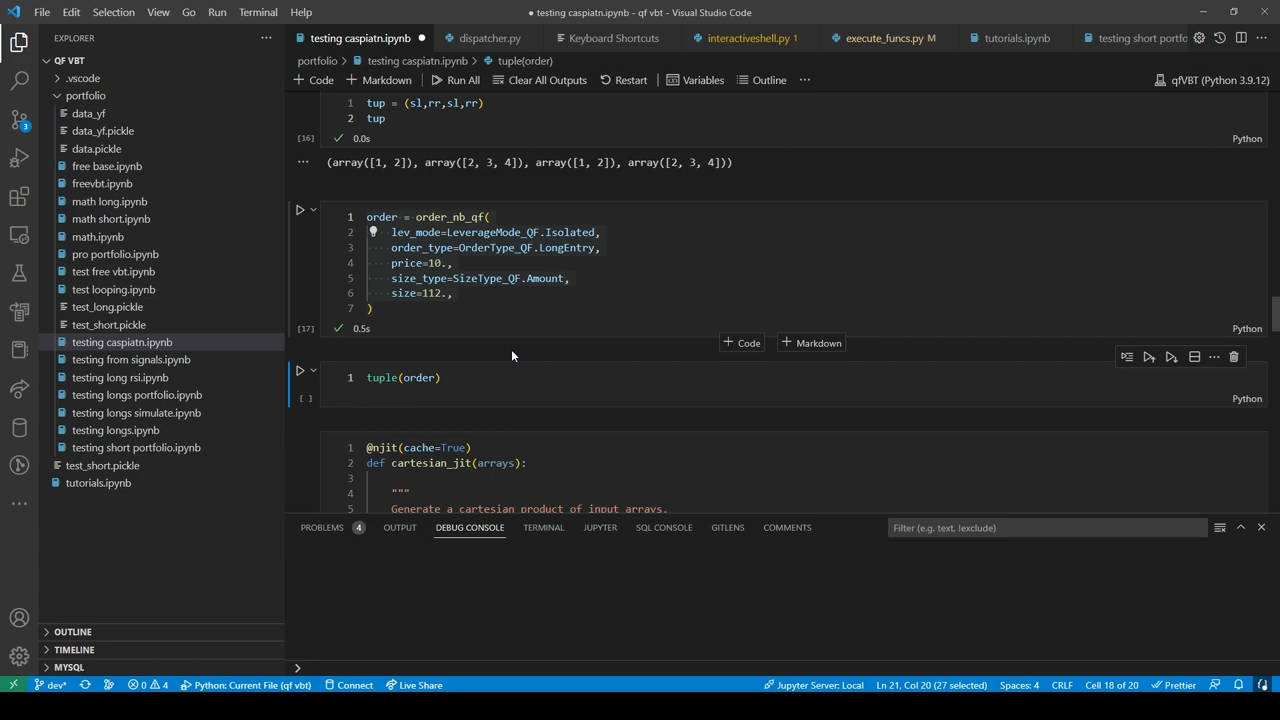 File Edit Selection View Go Run Terminal Help
● testing caspiatn.ipynb - qf vbt - Visual Studio Code
EXPLORER
testing caspiatn.ipynb
dispatcher.py
Keyboard Shortcuts
interactiveshell.py 1
execute_funcs.py M
tutorials.ipynb
testing short portfo
QF VBT
portfolio > testing caspiatn.ipynb > tuple(order)
.vscode
Code Markdown Run All Clear All Outputs Restart Variables Outline ···
qfVBT (Python 3.9.12)
portfolio
data_yf
data_yf.pickle
data.pickle
free base.ipynb
freevbt.ipynb
math long.ipynb
math short.ipynb
math.ipynb
pro portfolio.ipynb
test free vbt.ipynb
test looping.ipynb
test_long.pickle
test_short.pickle
testing caspiatn.ipynb
testing from signals.ipynb
testing long rsi.ipynb
testing longs portfolio.ipynb
testing longs simulate.ipynb
testing longs.ipynb
testing short portfolio.ipynb
test_short.pickle
tutorials.ipynb
OUTLINE
TIMELINE
MYSQL
3
1 tup = (sl,rr,sl,rr)
2 tup
[16] 0.0s Python
(array([1, 2]), array([2, 3, 4]), array([1, 2]), array([2, 3, 4]))
1 order = order_nb_qf(
2 lev_mode=LeverageMode_QF.Isolated,
3 order_type=OrderType_QF.LongEntry,
4 price=10.,
5 size_type=SizeType_QF.Amount,
6 size=112.,
7 )
[17] 0.5s Python
Code Markdown
1 tuple(order)
[ ] Python
1 @njit(cache=True)
2 def cartesian_jit(arrays):
3
4 """
5 Generate a cartesian product of input arrays.
PROBLEMS 4 OUTPUT DEBUG CONSOLE TERMINAL JUPYTER SQL CONSOLE GITLENS COMMENTS
Filter (e.g. text, !exclude)
dev* 0 4 Python: Current File (qf vbt) Connect Live Share
Jupyter Server: Local Ln 21, Col 20 (27 selected) Spaces: 4 CRLF Cell 18 of 20 Prettier